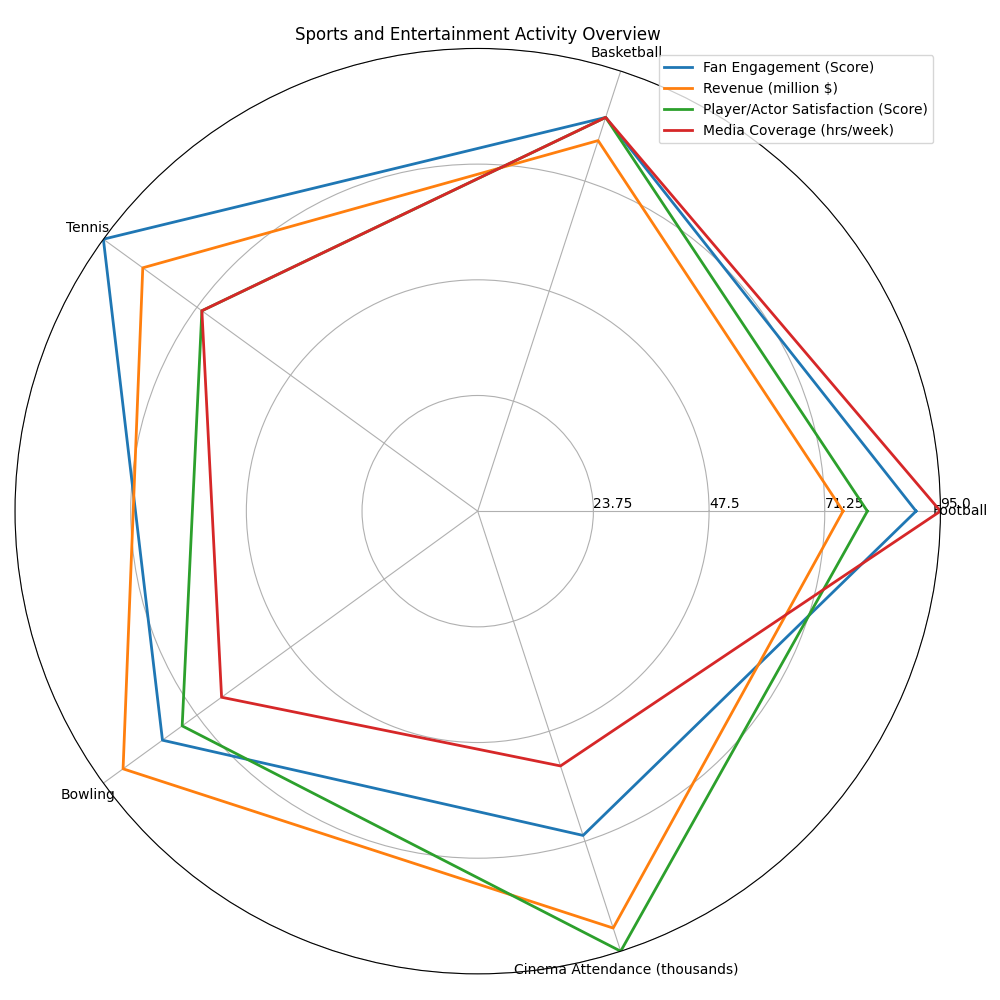 Sports and Entertainment Activity Overview
Basketball
Fan Engagement (Score)
Revenue (million $)
Player/Actor Satisfaction (Score)
Media Coverage (hrs/week)
Tennis
23.75
47.5
71.25
95.0
Football
Bowling
Cinema Attendance (thousands)